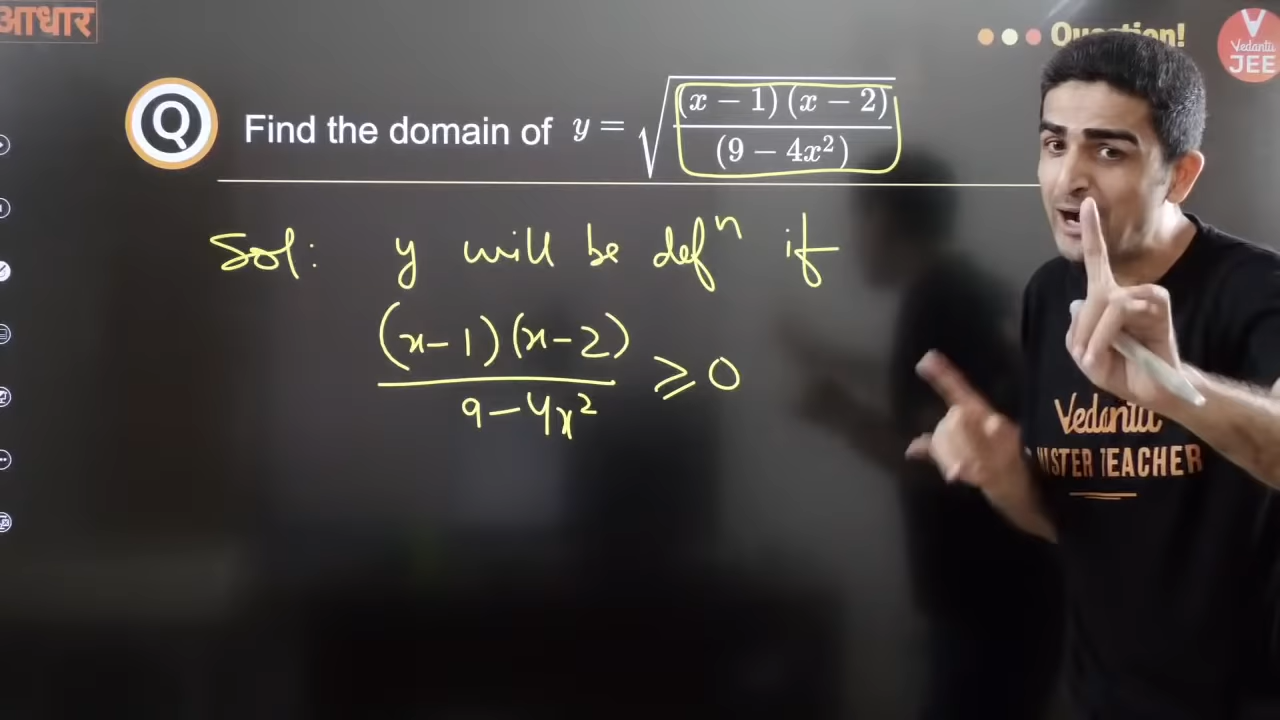 आधार
Question!
Vedantu
JEE
Q
Find the domain of y = √((x − 1) (x − 2) / (9 − 4x²))
Sol: y will be defⁿ if
(x−1)(x−2) / 9−4x² ⩾ 0
Vedantu
TEACHER